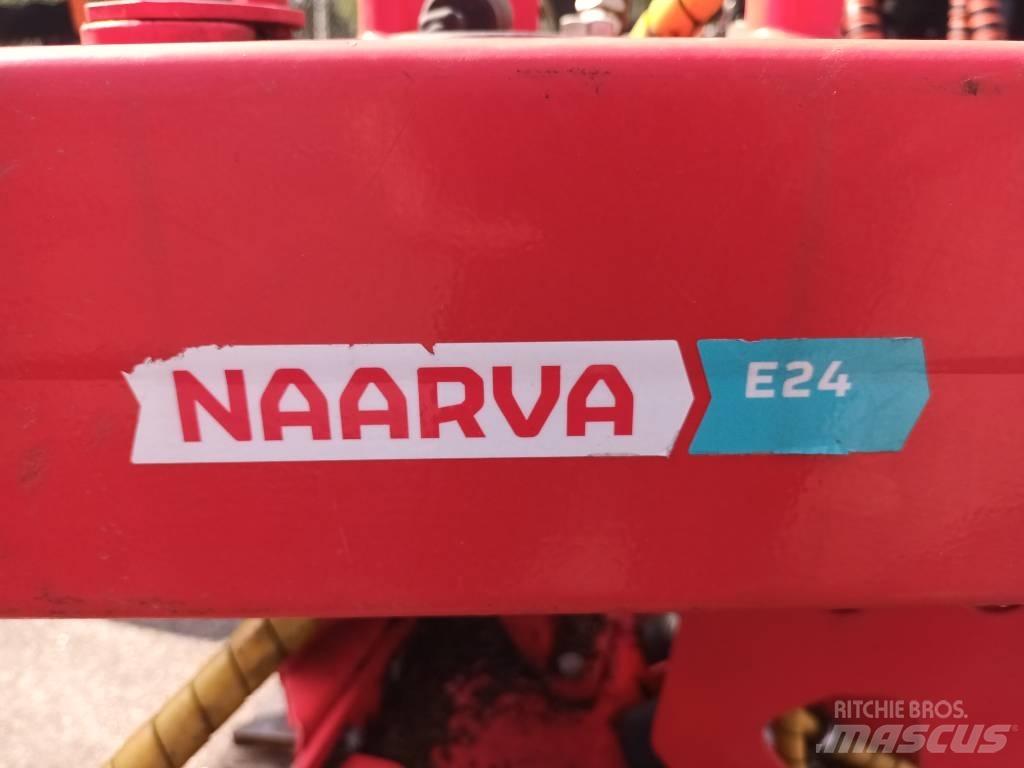 NAARVA E24
RITCHIE BROS.
MASCUS